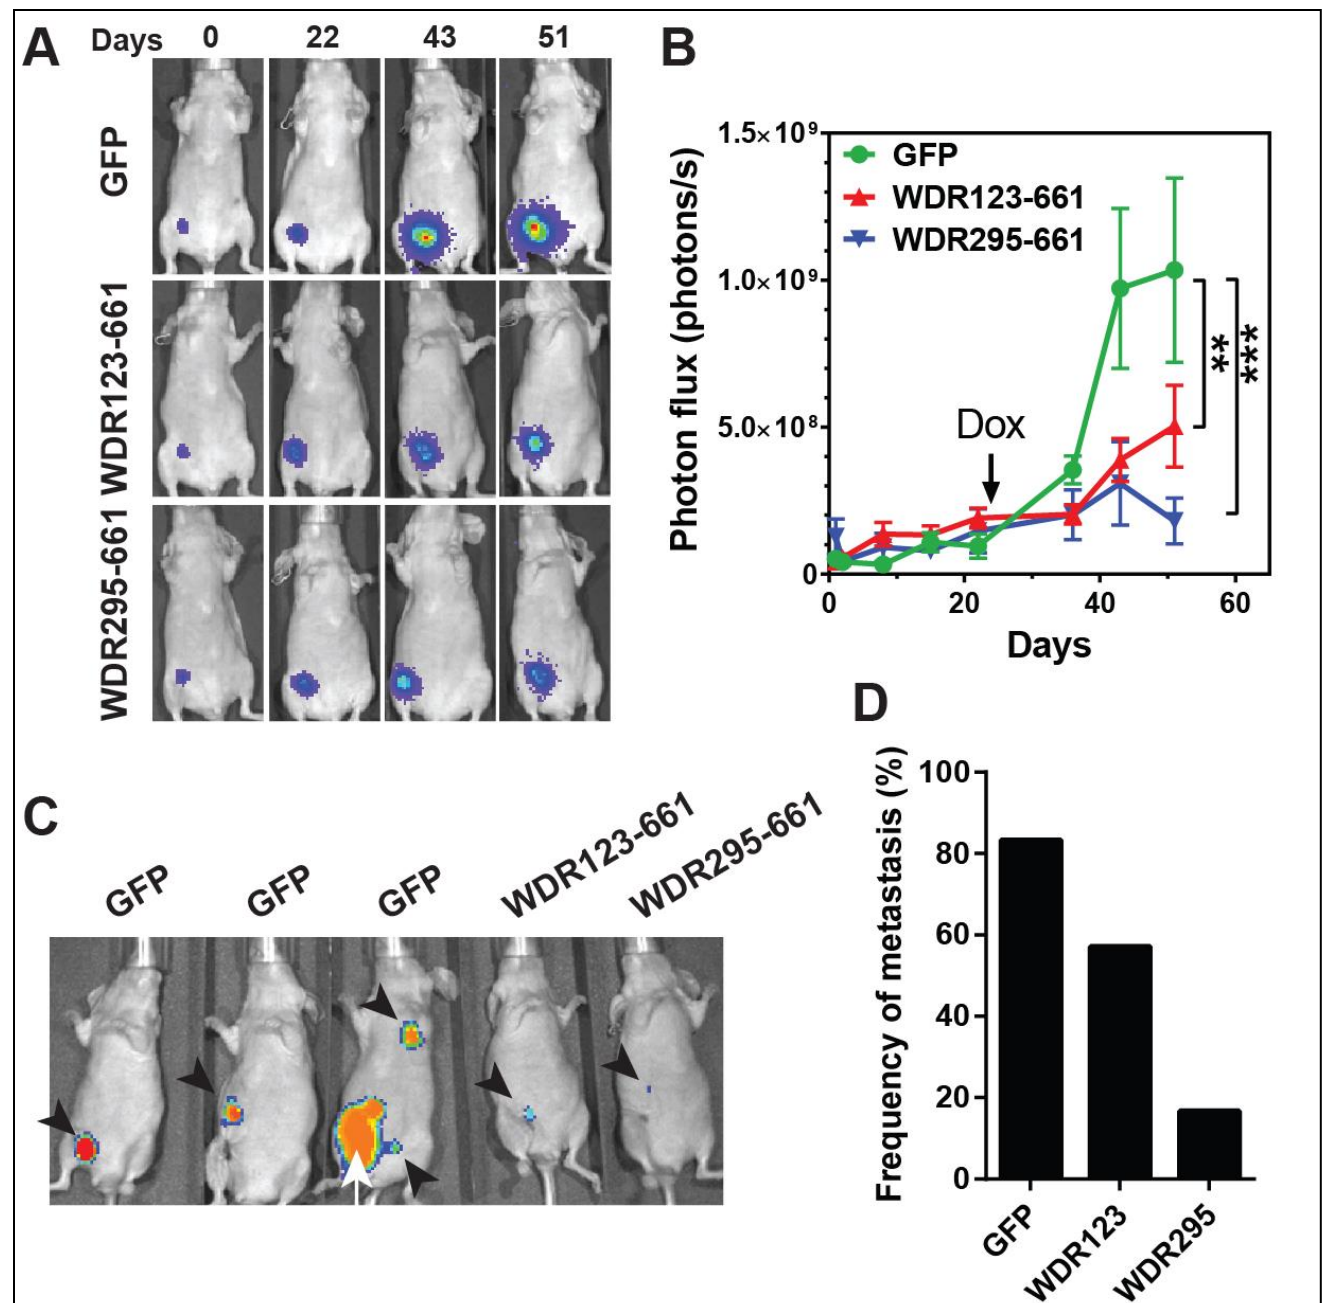 A
Days 0 22 43 51
GFP
WDR123-661
WDR295-661
B
Photon flux (photons/s)
1.5×10⁹
1.0×10⁹
5.0×10⁸
0
GFP
WDR123-661
WDR295-661
Dox
**
***
0 20 40 60
Days
C
GFP GFP GFP WDR123-661 WDR295-661
D
Frequency of metastasis (%)
100
80
60
40
20
0
GFP WDR123 WDR295